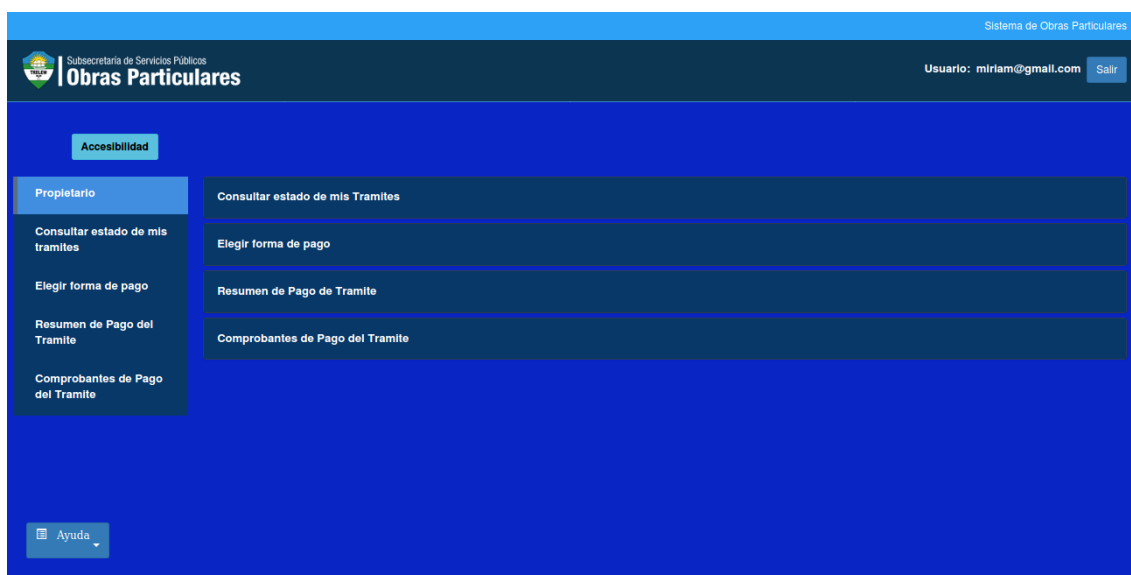 Sistema de Obras Particulares
TRELEW
Subsecretaría de Servicios Públicos
Obras Particulares
Usuario: miriam@gmail.com Salir
Accesibilidad
Propietario
Consultar estado de mis
tramites
Elegir forma de pago
Resumen de Pago del
Tramite
Comprobantes de Pago
del Tramite
Consultar estado de mis Tramites
Elegir forma de pago
Resumen de Pago de Tramite
Comprobantes de Pago del Tramite
Ayuda